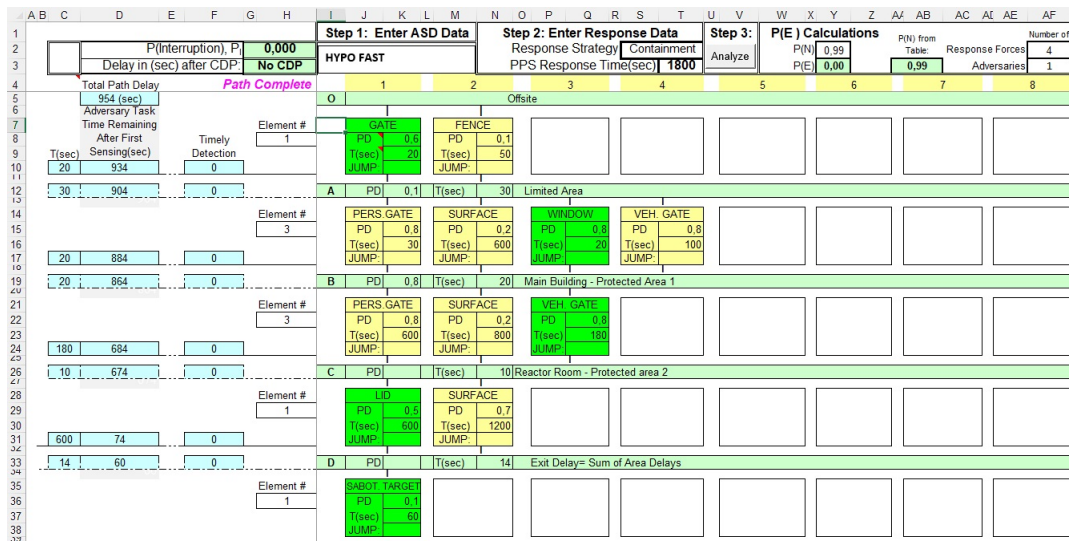 A B C D E F G H I J K L M N O P Q R S T U V W X Y Z AA AB AC AD AE AF
1 Step 1: Enter ASD Data Step 2: Enter Response Data Step 3: P(E ) Calculations P(N) from Number of
2 P(Interruption), PI 0,000 HYPO FAST Response Strategy Containment Analyze P(N) 0,99 Table: Response Forces 4
3 Delay in (sec) after CDP: No CDP PPS Response Time(sec) 1800 P(E) 0,00 0,99 Adversaries 1
4 Total Path Delay Path Complete 1 2 3 4 5 6 7 8
5 954 (sec) O Offsite
6 Adversary Task
7 Time Remaining Element # GATE FENCE
8 After First Timely 1 PD 0,6 PD 0,1
9 T(sec) Sensing(sec) Detection T(sec) 20 T(sec) 50
10 20 934 0 JUMP: JUMP:
11
12 30 904 0 A PD 0,1 T(sec) 30 Limited Area
13
14 Element # PERS.GATE SURFACE WINDOW VEH. GATE
15 3 PD 0,8 PD 0,2 PD 0,8 PD 0,8
16 T(sec) 30 T(sec) 600 T(sec) 20 T(sec) 100
17 20 884 0 JUMP: JUMP: JUMP: JUMP:
18
19 20 864 0 B PD 0,8 T(sec) 20 Main Building - Protected Area 1
20
21 Element # PERS.GATE SURFACE VEH. GATE
22 3 PD 0,8 PD 0,2 PD 0,8
23 T(sec) 600 T(sec) 800 T(sec) 180
24 180 684 0 JUMP: JUMP: JUMP:
25
26 10 674 0 C PD T(sec) 10 Reactor Room - Protected area 2
27
28 Element # LID SURFACE
29 1 PD 0,5 PD 0,7
30 T(sec) 600 T(sec) 1200
31 600 74 0 JUMP: JUMP:
32
33 14 60 0 D PD T(sec) 14 Exit Delay= Sum of Area Delays
34
35 Element # SABOT. TARGET
36 1 PD 0,1
37 T(sec) 60
38 JUMP: